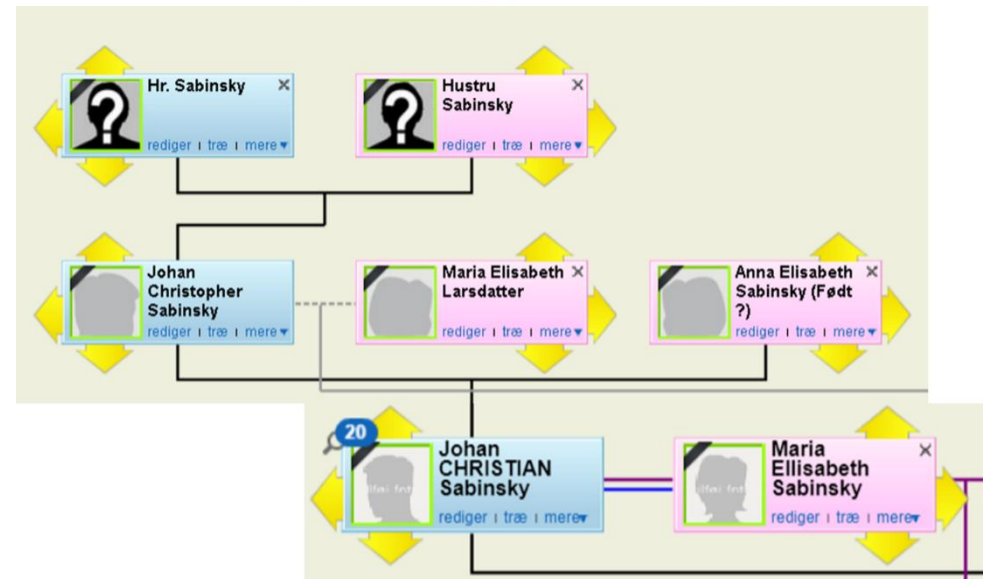 Hr. Sabinsky
rediger ı træ ı mere
Hustru
Sabinsky
rediger ı træ ı mere
Johan
Christopher
Sabinsky
rediger ı træ ı mere
Maria Elisabeth
Larsdatter
rediger ı træ ı mere
Anna Elisabeth
Sabinsky (Født
?)
rediger ı træ ı mere
20
Johan
CHRISTIAN
Sabinsky
rediger ı træ ı mere
Maria
Ellisabeth
Sabinsky
rediger ı træ ı mere